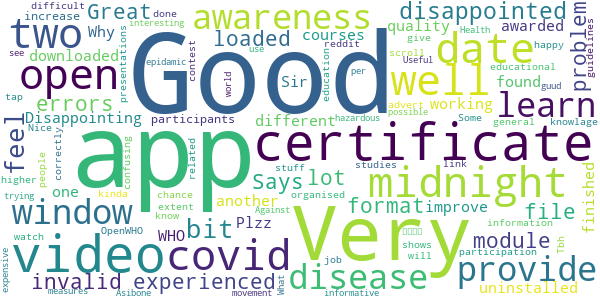 increase
difficult
Great
interesting
done
awareness
disappointed
two
Why
loaded
courses
quality
awarded
problem
guidelines
downloaded
Good
date
see
epidemic
contest
reddit
use
give
Health
happy
open
presentations
Sir
education
scroll
educational
Useful
tap
errors
world
per
well
found
advert
working
Some
guud
Disappointing
participants
different
possible
learn
feel
Nice
correctly
confusing
related
app
certificate
hazardous
general
knowlage
higher
people
one
chance
stuff
studies
link
trying
kinda
extent
Says
lot
organised
midnight
finished
window
another
know
Against
Very
format
improve
file
information
watch
OpenWHO
WHO
bit
Plzz
module
participation
expensive
video
covid
disease
shows
will
provide
Tbh
invalid
experienced
job
uninstalled
measures
Asibone
movement
What
informative